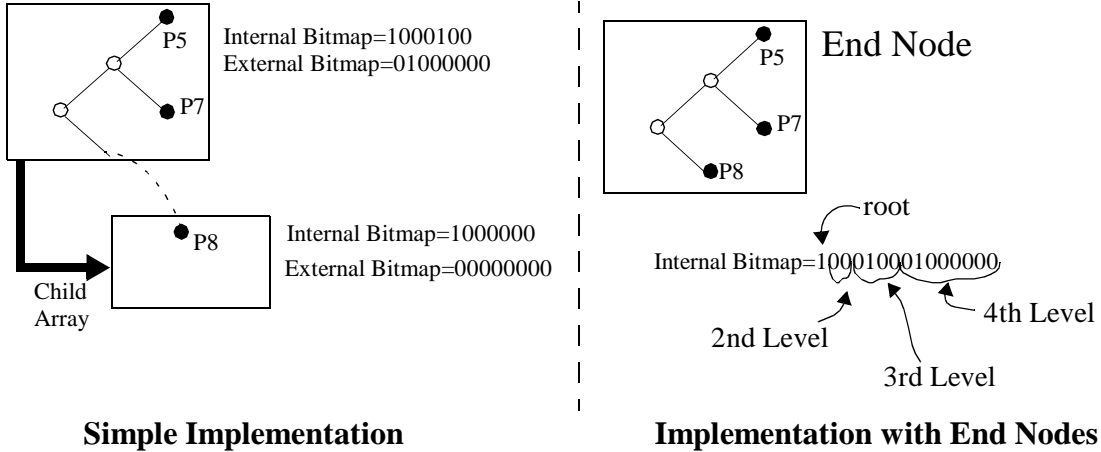 P5
Internal Bitmap=1000100
External Bitmap=01000000
P7
P8
Internal Bitmap=1000000
External Bitmap=00000000
Child
Array
Simple Implementation
P5
End Node
P7
P8
root
Internal Bitmap=100010001000000
2nd Level
4th Level
3rd Level
Implementation with End Nodes